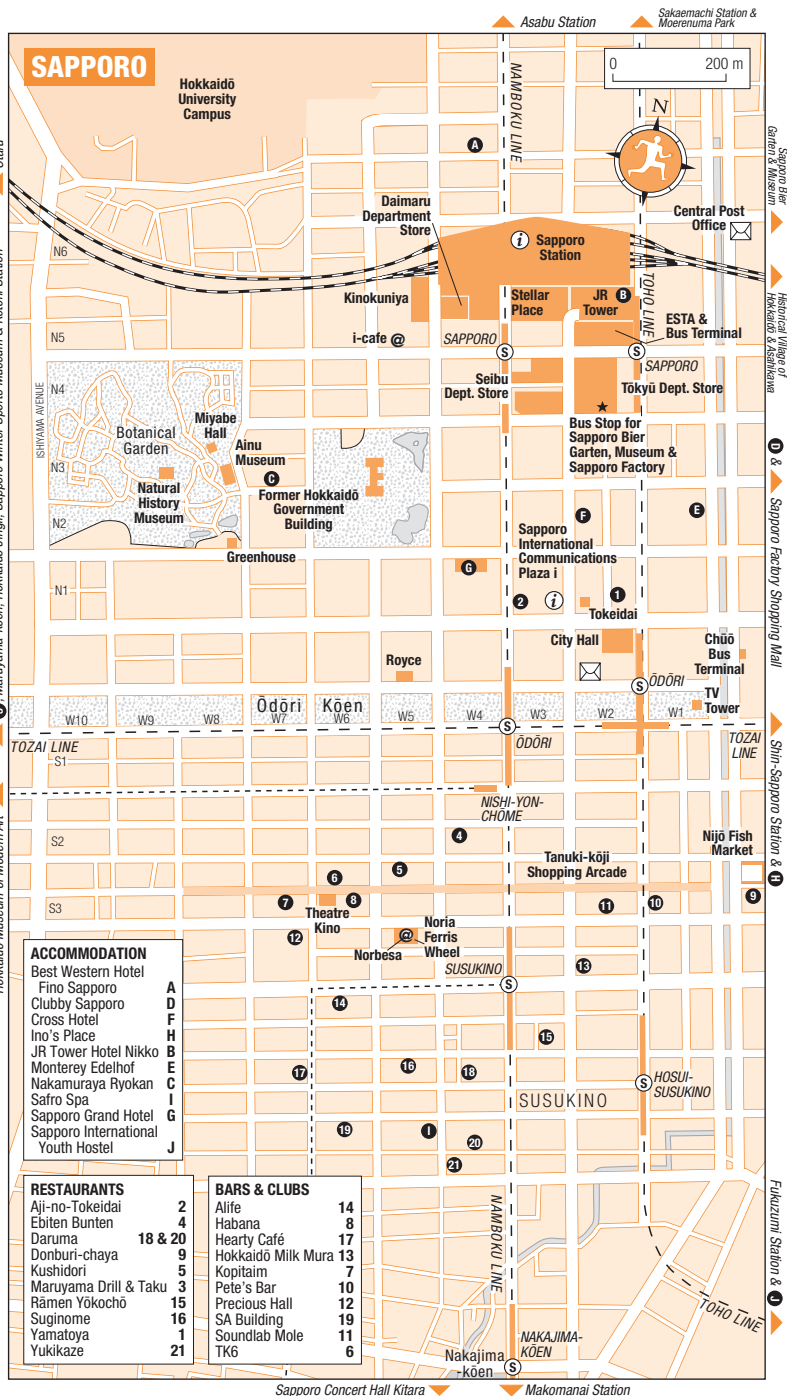 Asabu Station
Sakaemachi Station &
Moerenuma Park
SAPPORO
0 200 m
N
Hokkaidō
University
Campus
NAMBOKU LINE
A
Otaru
Sapporo Bier
Garten & Museum
Daimaru
Department
Store
Central Post
Office
i
Sapporo
Station
N6
Kinokuniya
Stellar
Place
JR
Tower
B
TOHO LINE
Historical Village of
Hokkaidō & Asahikawa
ESTA &
Bus Terminal
N5
i-cafe @
SAPPORO
S
S
SAPPORO
Seibu
Dept. Store
Tōkyū Dept. Store
N4
ISHIYAMA AVENUE
Miyabe
Hall
Botanical
Garden
Ainu
Museum
Bus Stop for
Sapporo Bier
Garten, Museum &
Sapporo Factory
N3
C
Natural
History
Museum
Former Hokkaidō
Government
Building
D & Sapporo Factory Shopping Mall
N2
F
E
Sapporo
International
Communications
Plaza i
Greenhouse
G
N1
2
i
1
Tokeidai
City Hall
Chūō
Bus
Terminal
Royce
ŌDŌRI
S
TV
Tower
Ōdōri Kōen
W10 W9 W8 W7 W6 W5 W4 W3 W2 W1
TOZAI LINE
S
ŌDŌRI
TOZAI
LINE
S1
Shin-Sapporo Station & H
NISHI-YON-
CHŌME
S2
4
Nijō Fish
Market
Tanuki-kōji
Shopping Arcade
5
6
9
S3
7
8
11
10
Theatre
Kino
12
@
Noria
Ferris
Wheel
Norbesa
13
SUSUKINO
S
14
15
17
16
18
HOSUI-
SUSUKINO
S
SUSUKINO
19
I
20
21
Hokkaidō Museum of Modern Art
ACCOMMODATION
Best Western Hotel
Fino Sapporo A
Clubby Sapporo D
Cross Hotel F
Ino's Place H
JR Tower Hotel Nikko B
Monterey Edelhof E
Nakamuraya Ryokan C
Safro Spa I
Sapporo Grand Hotel G
Sapporo International
Youth Hostel J
RESTAURANTS
Aji-no-Tokeidai 2
Ebiten Bunten 4
Daruma 18 & 20
Donburi-chaya 9
Kushidori 5
Maruyama Drill & Taku 3
Rāmen Yōkochō 15
Suginome 16
Yamatoya 1
Yukikaze 21
BARS & CLUBS
Alife 14
Habana 8
Hearty Café 17
Hokkaidō Milk Mura 13
Kopitaim 7
Pete's Bar 10
Precious Hall 12
SA Building 19
Soundlab Mole 11
TK6 6
NAMBOKU LINE
Fukuzumi Station & J
TOHO LINE
NAKAJIMA-
KŌEN
Nakajima
-kōen
S
Sapporo Concert Hall Kitara
Makomanai Station